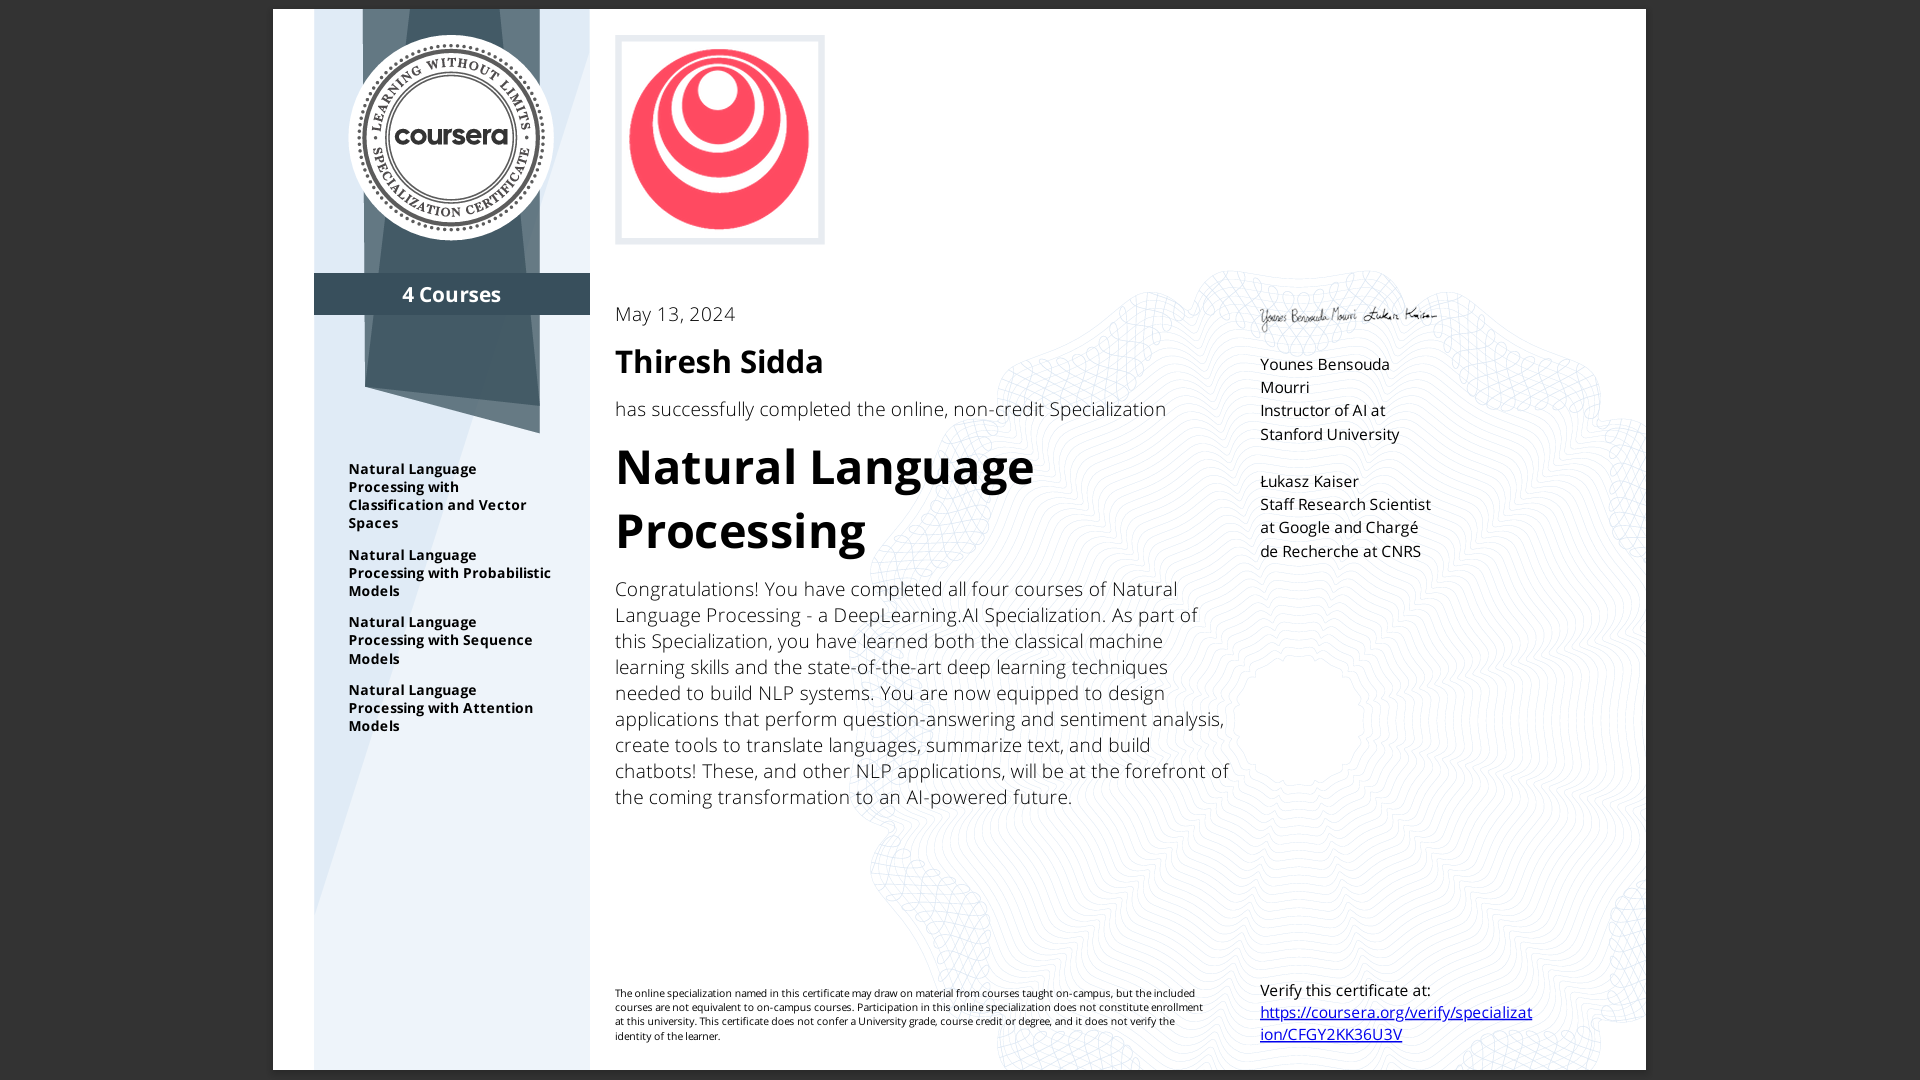 LEARNING WITHOUT LIMITS
coursera
SPECIALIZATION CERTIFICATE
4 Courses
Natural Language
Processing with
Classification and Vector
Spaces
Natural Language
Processing with Probabilistic
Models
Natural Language
Processing with Sequence
Models
Natural Language
Processing with Attention
Models
May 13, 2024
Thiresh Sidda
has successfully completed the online, non-credit Specialization
Natural Language
Processing
Congratulations! You have completed all four courses of Natural
Language Processing - a DeepLearning.AI Specialization. As part of
this Specialization, you have learned both the classical machine
learning skills and the state-of-the-art deep learning techniques
needed to build NLP systems. You are now equipped to design
applications that perform question-answering and sentiment analysis,
create tools to translate languages, summarize text, and build
chatbots! These, and other NLP applications, will be at the forefront of
the coming transformation to an AI-powered future.
The online specialization named in this certificate may draw on material from courses taught on-campus, but the included
courses are not equivalent to on-campus courses. Participation in this online specialization does not constitute enrollment
at this university. This certificate does not confer a University grade, course credit or degree, and it does not verify the
identity of the learner.
Younes Bensouda Mourri Łukasz Kaiser
Younes Bensouda
Mourri
Instructor of AI at
Stanford University
Łukasz Kaiser
Staff Research Scientist
at Google and Chargé
de Recherche at CNRS
Verify this certificate at:
https://coursera.org/verify/specializat
ion/CFGY2KK36U3V